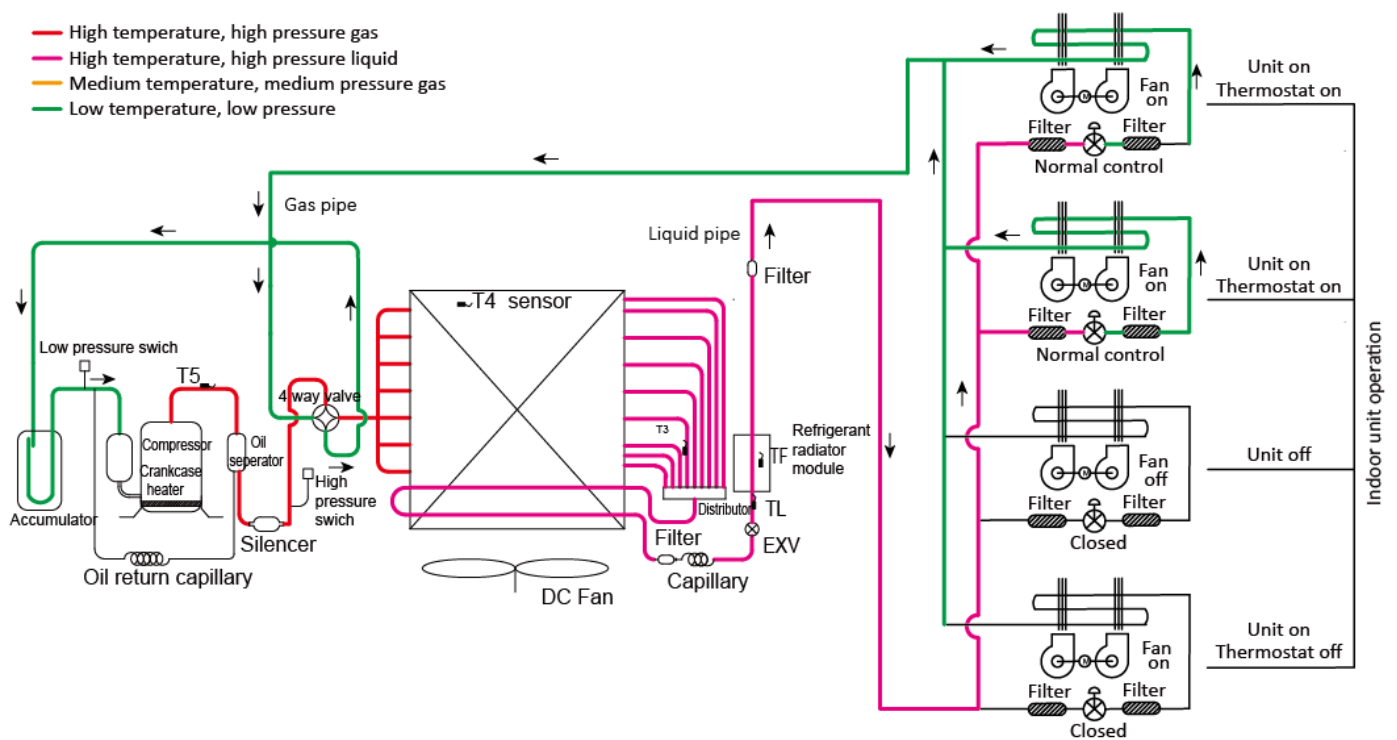 High temperature, high pressure gas
High temperature, high pressure liquid
Medium temperature, medium pressure gas
Low temperature, low pressure
Gas pipe
Liquid pipe
Filter
T4 sensor
Low pressure swich
T5
4 way valve
Compressor
Crankcase
heater
Oil
seperator
High
pressure
swich
Accumulator
Silencer
Oil return capillary
T3
TF
Refrigerant
radiator
module
Distributor
TL
EXV
Filter
Capillary
DC Fan
Fan
on
M
Filter
Filter
Normal control
Unit on
Thermostat on
Fan
on
M
Filter
Filter
Normal control
Unit on
Thermostat on
Fan
off
M
Filter
Filter
Closed
Unit off
Fan
on
M
Filter
Filter
Closed
Unit on
Thermostat off
Indoor unit operation